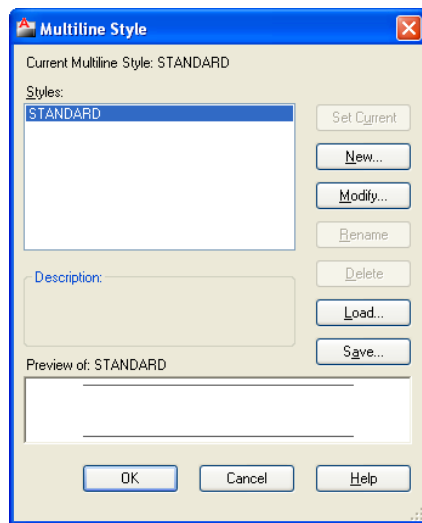 Multiline Style
Current Multiline Style: STANDARD
Styles:
STANDARD
Set Current
New...
Modify...
Rename
Delete
Load...
Save...
Description:
Preview of: STANDARD
OK
Cancel
Help